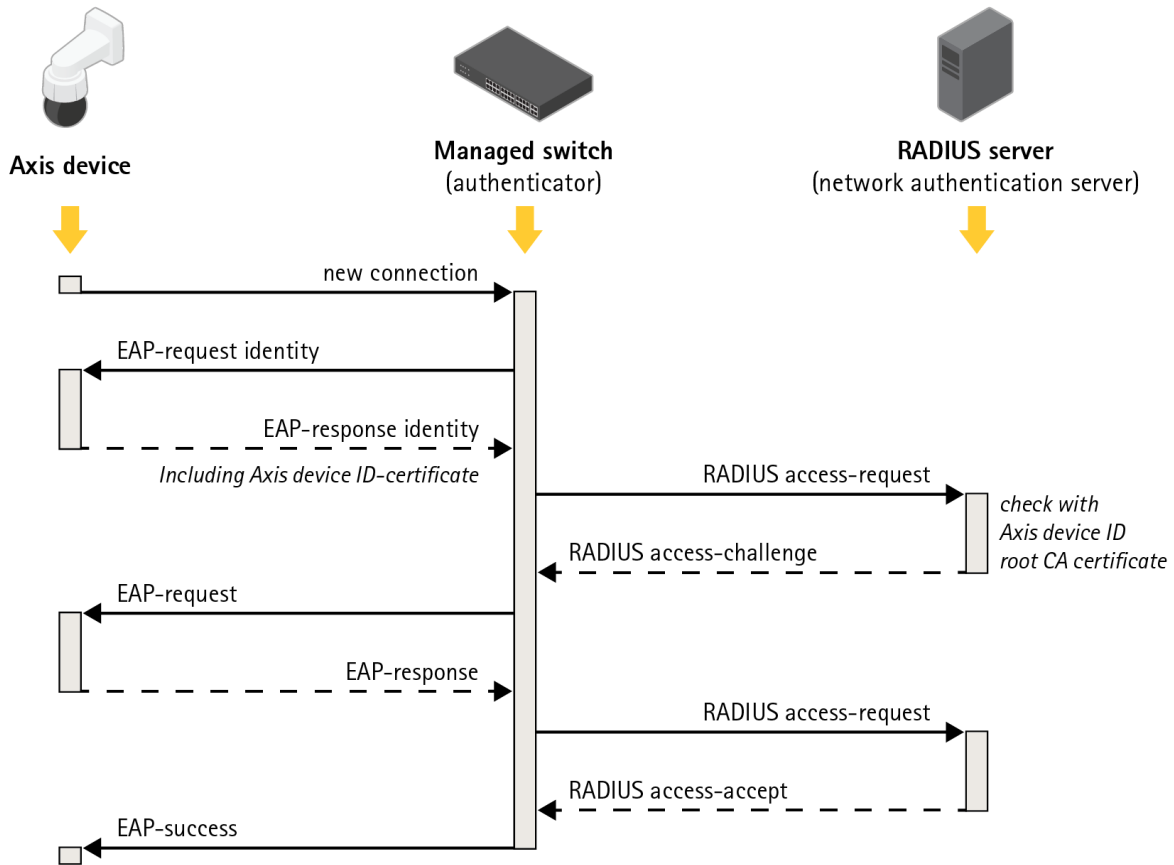 Axis device
Managed switch
(authenticator)
RADIUS server
(network authentication server)
new connection
EAP-request identity
EAP-response identity
Including Axis device ID-certificate
RADIUS access-request
check with
Axis device ID
root CA certificate
RADIUS access-challenge
EAP-request
EAP-response
RADIUS access-request
RADIUS access-accept
EAP-success